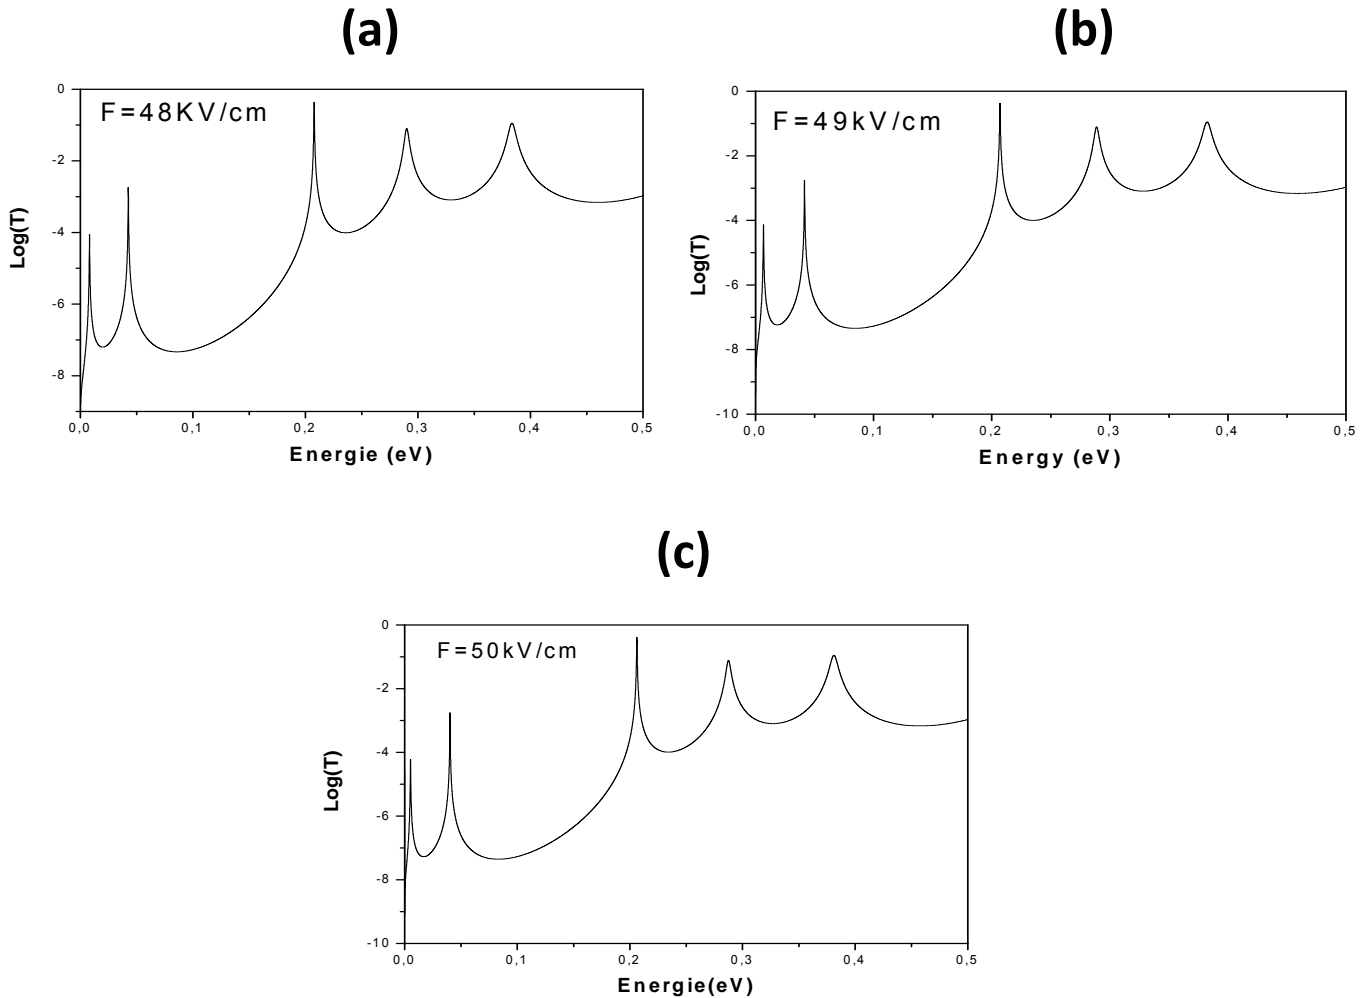 (a)
F=48KV/cm
0
-2
-4
-6
-8
Log(T)
0,0 0,1 0,2 0,3 0,4 0,5
Energie (eV)
(b)
F=49kV/cm
0
-2
-4
-6
-8
-10
Log(T)
0,0 0,1 0,2 0,3 0,4 0,5
Energy (eV)
(c)
F=50kV/cm
0
-2
-4
-6
-8
-10
Log(T)
0,0 0,1 0,2 0,3 0,4 0,5
Energie(eV)